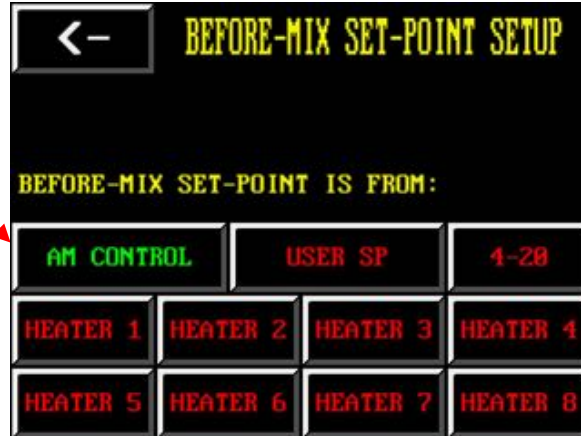 <- BEFORE-MIX SET-POINT SETUP
BEFORE-MIX SET-POINT IS FROM:
AM CONTROL USER SP 4-20
HEATER 1 HEATER 2 HEATER 3 HEATER 4
HEATER 5 HEATER 6 HEATER 7 HEATER 8